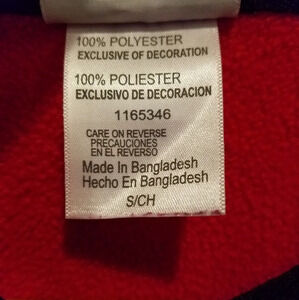 100% POLYESTER
EXCLUSIVE OF DECORATION
100% POLIESTER
EXCLUSIVO DE DECORACION
1165346
CARE ON REVERSE
PRECAUCIONES
EN EL REVERSO
Made In Bangladesh
Hecho En Bangladesh
S/CH